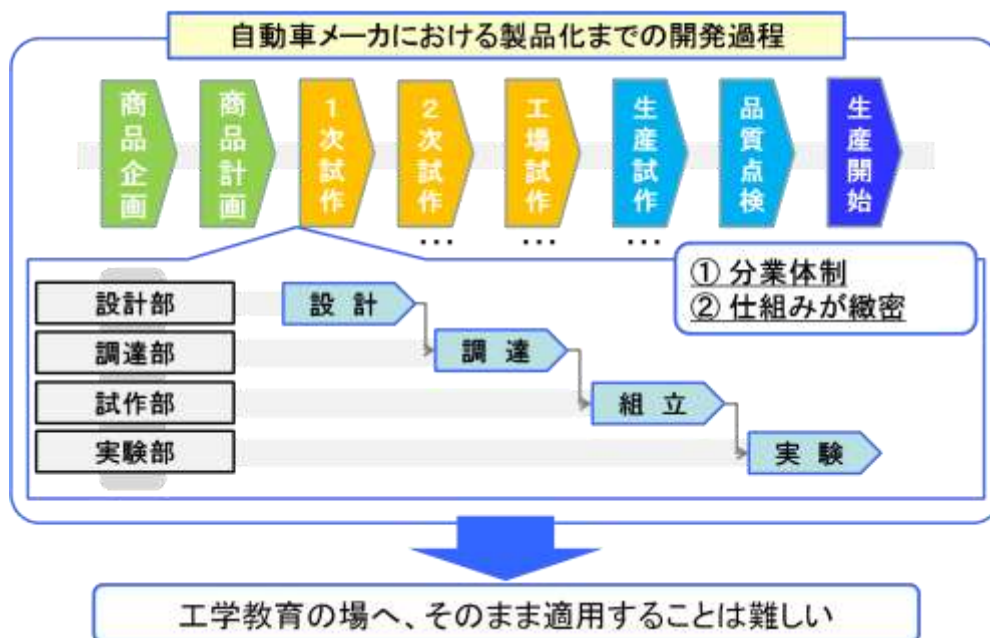 自動車メーカにおける製品化までの開発過程
商品企画
商品計画
1次試作
2次試作
工場試作
生産試作
品質点検
生産開始
…
…
…
① 分業体制
② 仕組みが緻密
設計部
設計
調達部
調達
試作部
組立
実験部
実験
工学教育の場へ、そのまま適用することは難しい